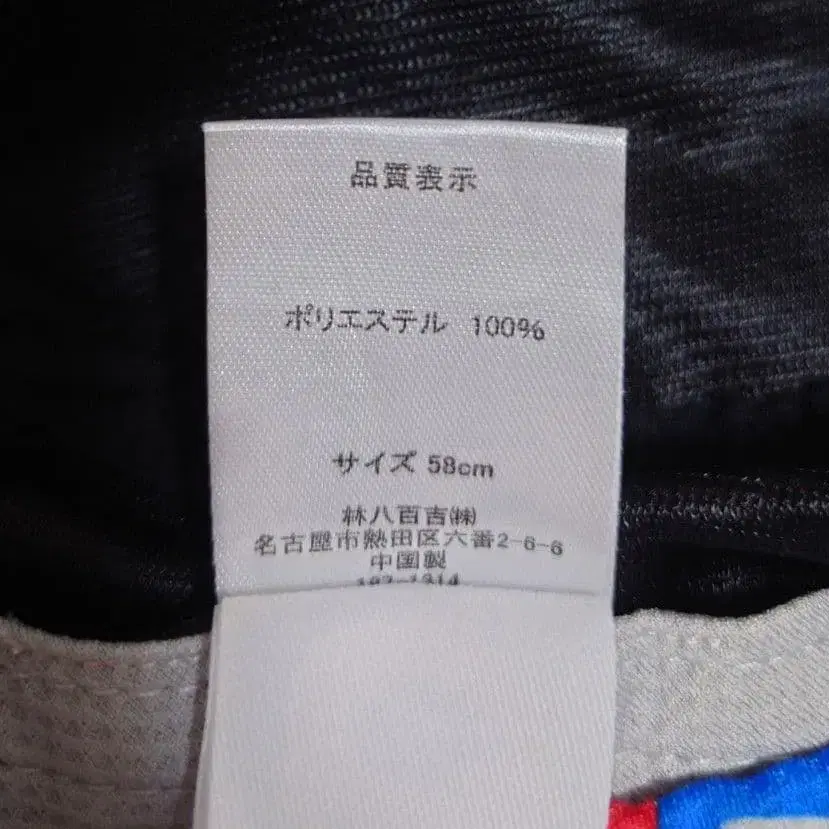 品質表示
ポリエステル 100%
サイズ 58cm
林八百吉㈱
名古屋市熱田区六番2-6-6
中国製